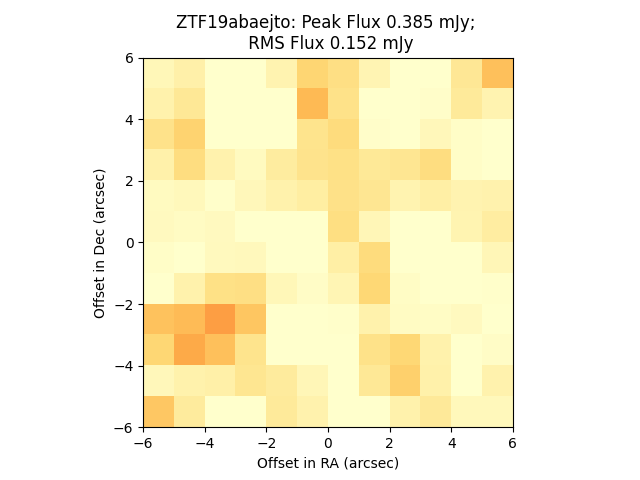 ZTF19abaejto: Peak Flux 0.385 mJy;
RMS Flux 0.152 mJy
6
4
2
0
−2
−4
−6
Offset in Dec (arcsec)
−6 −4 −2 0 2 4 6
Offset in RA (arcsec)